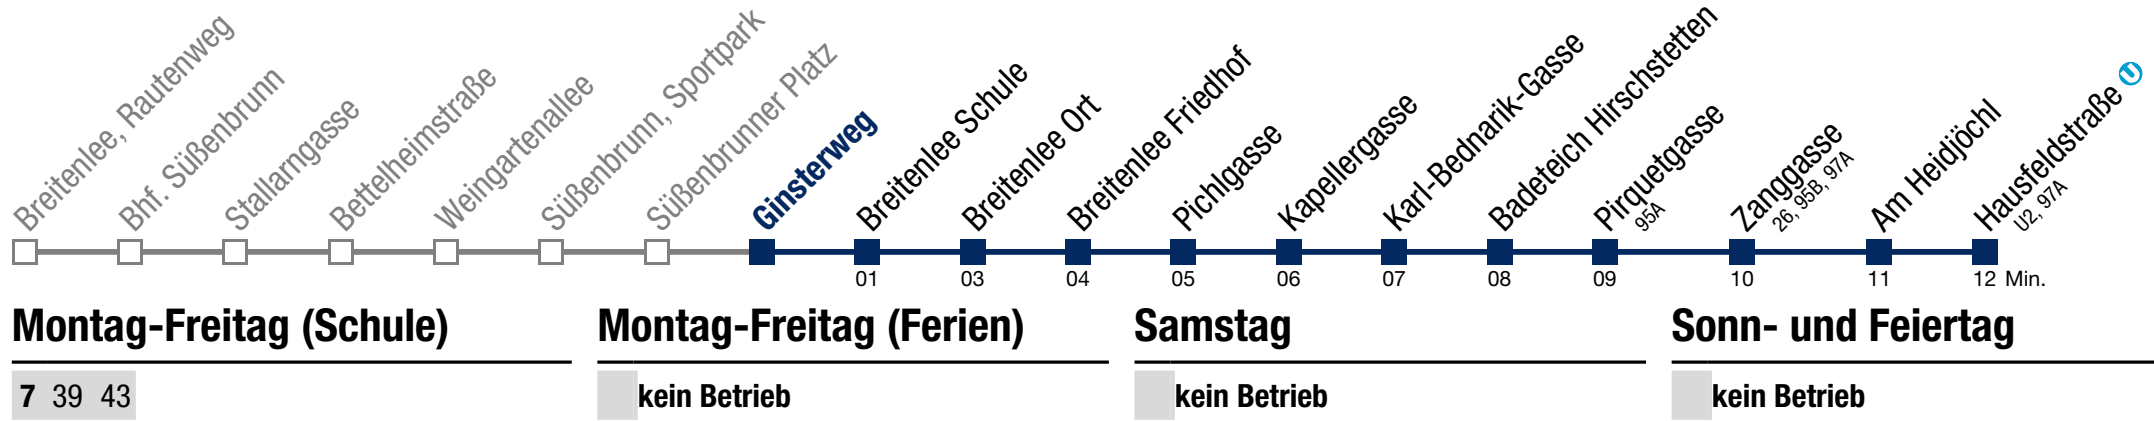 Breitenlee, Rautenweg
Bhf. Süßenbrunn
Stallarngasse
Bettelheimstraße
Weingartenallee
Süßenbrunn, Sportpark
Süßenbrunner Platz
Ginsterweg
Breitenlee Schule
Breitenlee Ort
Breitenlee Friedhof
Pichlgasse
Kapellergasse
Karl-Bednarik-Gasse
Badeteich Hirschstetten
Pirquetgasse
95A
Zanggasse
26, 95B, 97A
Am Heidjöchl
Hausfeldstraße U
U2, 97A
01 03 04 05 06 07 08 09 10 11 12 Min.
Montag-Freitag (Schule)
7 39 43
Montag-Freitag (Ferien)
kein Betrieb
Samstag
kein Betrieb
Sonn- und Feiertag
kein Betrieb